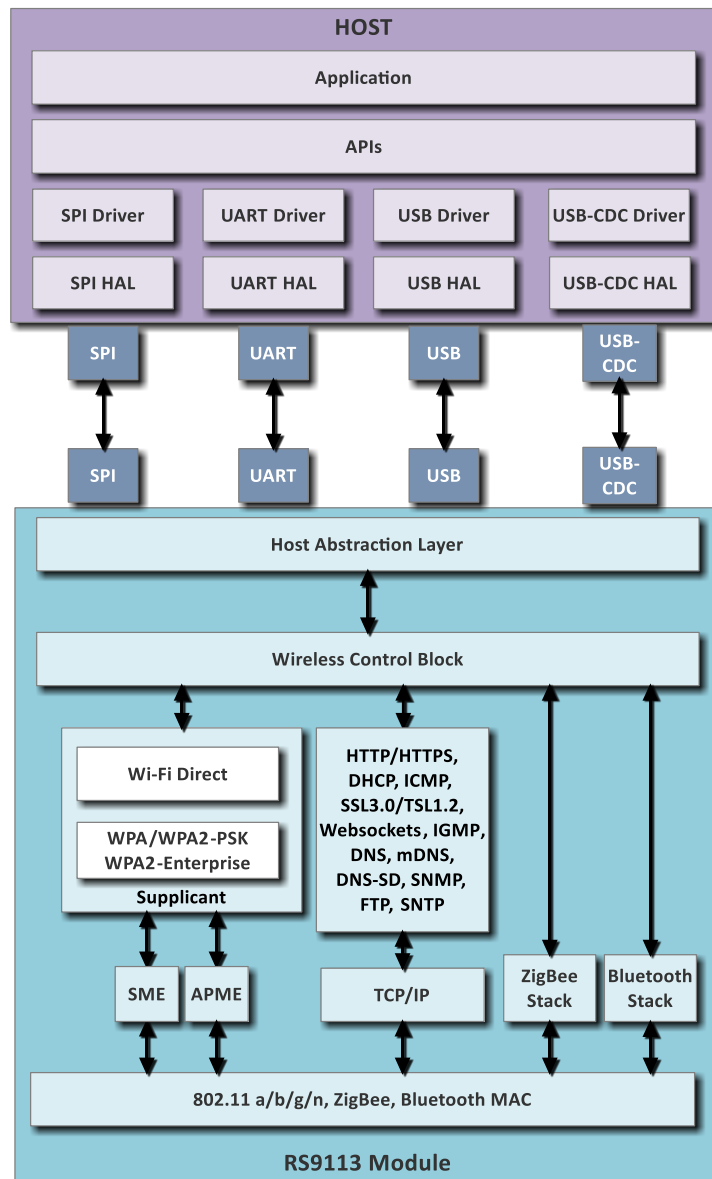 HOST
Application
APIs
SPI Driver
UART Driver
USB Driver
USB-CDC Driver
SPI HAL
UART HAL
USB HAL
USB-CDC HAL
SPI
UART
USB
USB-
CDC
SPI
UART
USB
USB-
CDC
Host Abstraction Layer
Wireless Control Block
Wi-Fi Direct
WPA/WPA2-PSK
WPA2-Enterprise
Supplicant
HTTP/HTTPS,
DHCP, ICMP,
SSL3.0/TSL1.2,
Websockets, IGMP,
DNS, mDNS,
DNS-SD, SNMP,
FTP, SNTP
SME
APME
TCP/IP
ZigBee
Stack
Bluetooth
Stack
802.11 a/b/g/n, ZigBee, Bluetooth MAC
RS9113 Module